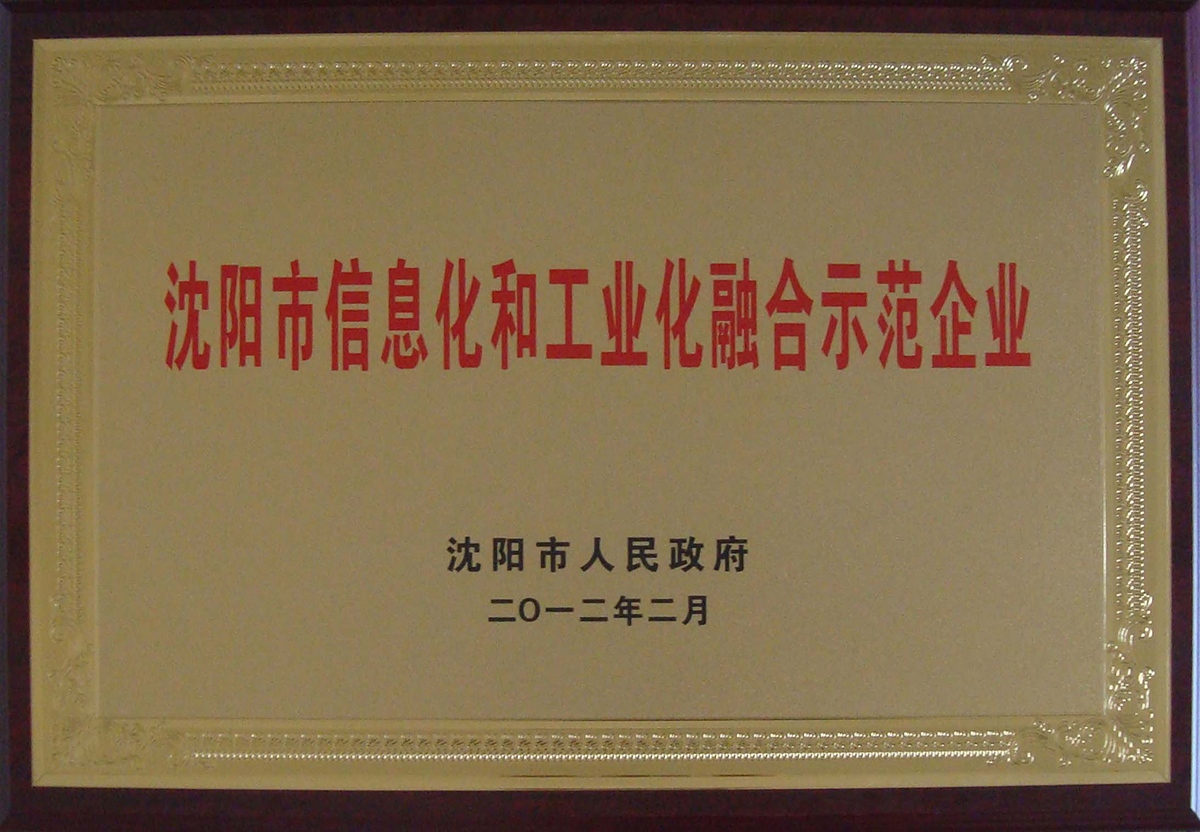 沈阳市信息化和工业化融合示范企业
沈阳市人民政府
二〇一二年二月